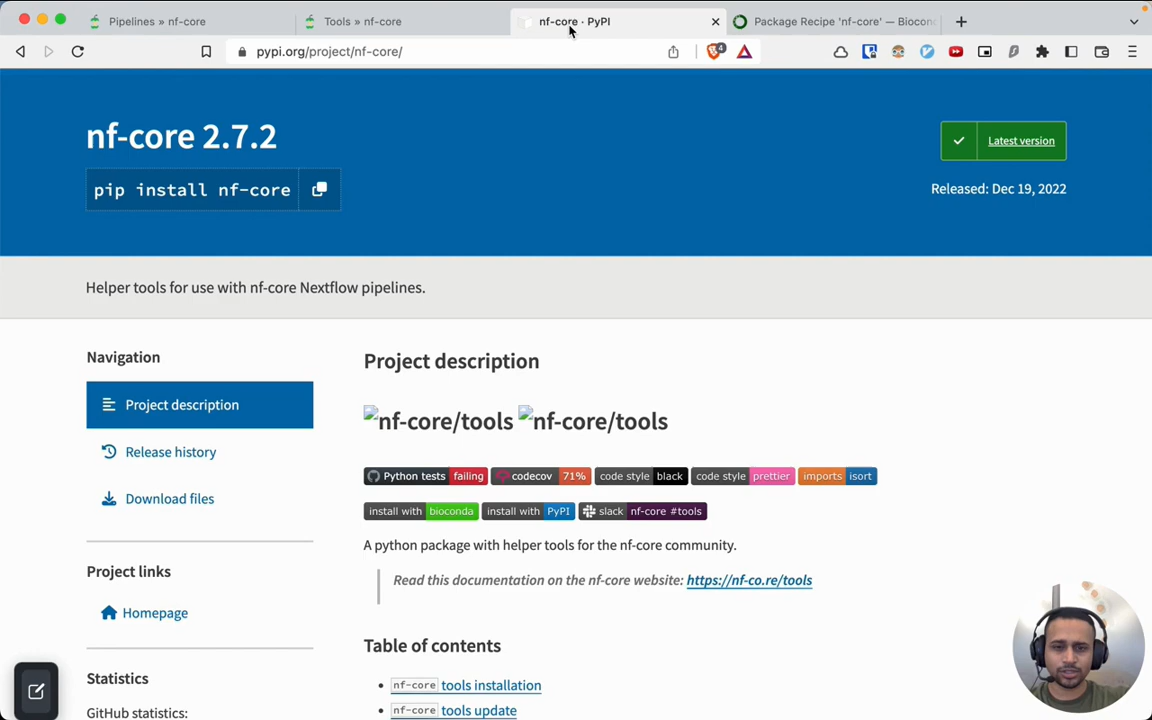 Pipelines » nf-core
Tools » nf-core
nf-core · PyPI
Package Recipe 'nf-core' — Biocond
pypi.org/project/nf-core/
4
nf-core 2.7.2
pip install nf-core
Latest version
Released: Dec 19, 2022
Helper tools for use with nf-core Nextflow pipelines.
Navigation
Project description
Release history
Download files
Project links
Homepage
Statistics
GitHub statistics:
Project description
nf-core/tools nf-core/tools
Python tests failing codecov 71% code style black code style prettier imports isort
install with bioconda install with PyPI slack nf-core #tools
A python package with helper tools for the nf-core community.
Read this documentation on the nf-core website: https://nf-co.re/tools
Table of contents
nf-core tools installation
nf-core tools update